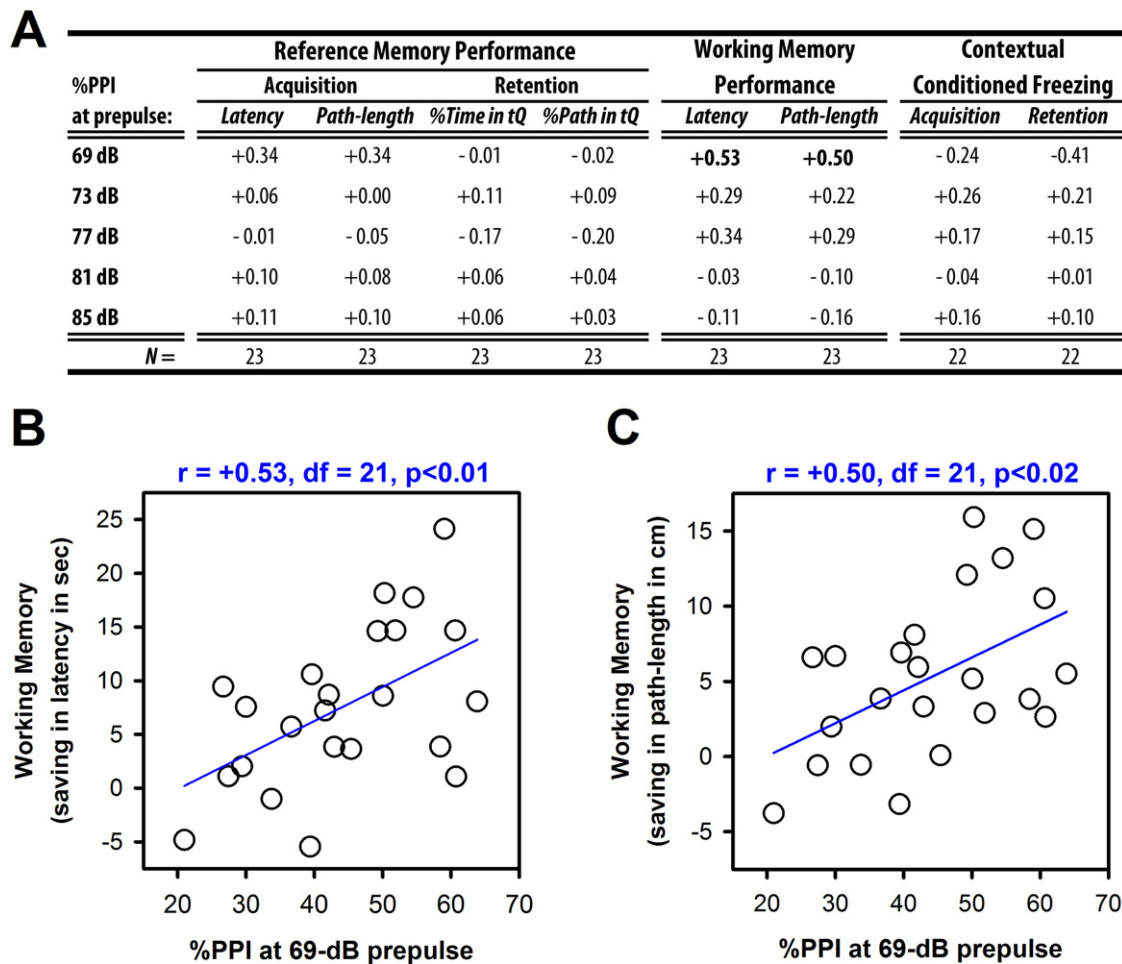 A
Reference Memory Performance Working Memory Contextual
%PPI Acquisition Retention Performance Conditioned Freezing
at prepulse: Latency Path-length %Time in tQ %Path in tQ Latency Path-length Acquisition Retention
69 dB +0.34 +0.34 - 0.01 - 0.02 +0.53 +0.50 - 0.24 -0.41
73 dB +0.06 +0.00 +0.11 +0.09 +0.29 +0.22 +0.26 +0.21
77 dB - 0.01 - 0.05 - 0.17 - 0.20 +0.34 +0.29 +0.17 +0.15
81 dB +0.10 +0.08 +0.06 +0.04 - 0.03 - 0.10 - 0.04 +0.01
85 dB +0.11 +0.10 +0.06 +0.03 - 0.11 - 0.16 +0.16 +0.10
N = 23 23 23 23 23 23 22 22
B
r = +0.53, df = 21, p<0.01
Working Memory
(saving in latency in sec)
25
20
15
10
5
0
-5
20 30 40 50 60 70
%PPI at 69-dB prepulse
C
r = +0.50, df = 21, p<0.02
Working Memory
(saving in path-length in cm)
15
10
5
0
-5
20 30 40 50 60 70
%PPI at 69-dB prepulse